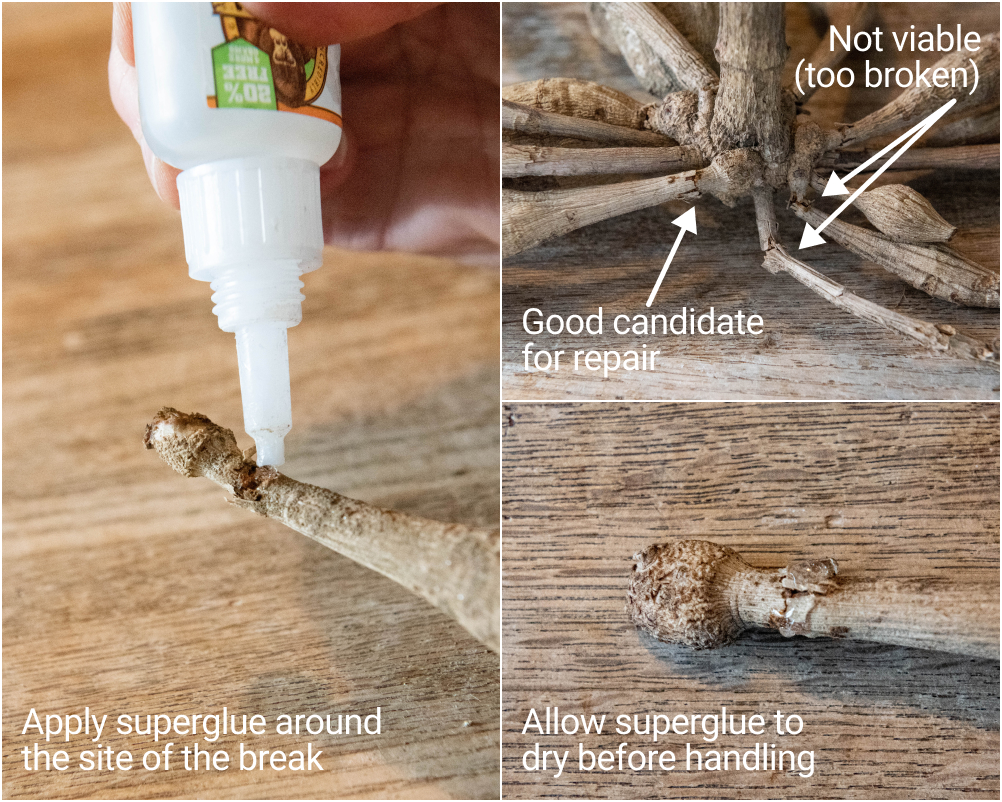 20%
FREE
Not viable
(too broken)
Good candidate
for repair
Apply superglue around
the site of the break
Allow superglue to
dry before handling